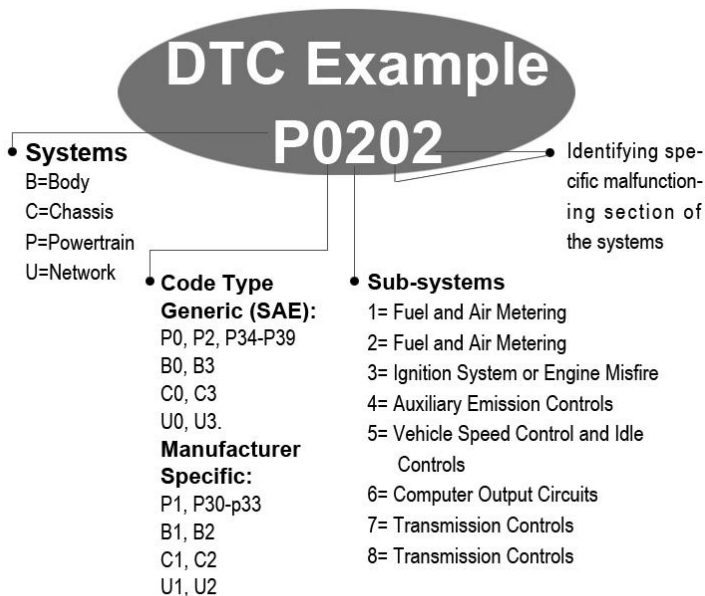 DTC Example
P0202
Systems
B=Body
C=Chassis
P=Powertrain
U=Network
Identifying spe-
cific malfunction-
ing section of
the systems
Code Type
Generic (SAE):
P0, P2, P34-P39
B0, B3
C0, C3
U0, U3.
Manufacturer
Specific:
P1, P30-p33
B1, B2
C1, C2
U1, U2
Sub-systems
1= Fuel and Air Metering
2= Fuel and Air Metering
3= Ignition System or Engine Misfire
4= Auxiliary Emission Controls
5= Vehicle Speed Control and Idle
Controls
6= Computer Output Circuits
7= Transmission Controls
8= Transmission Controls